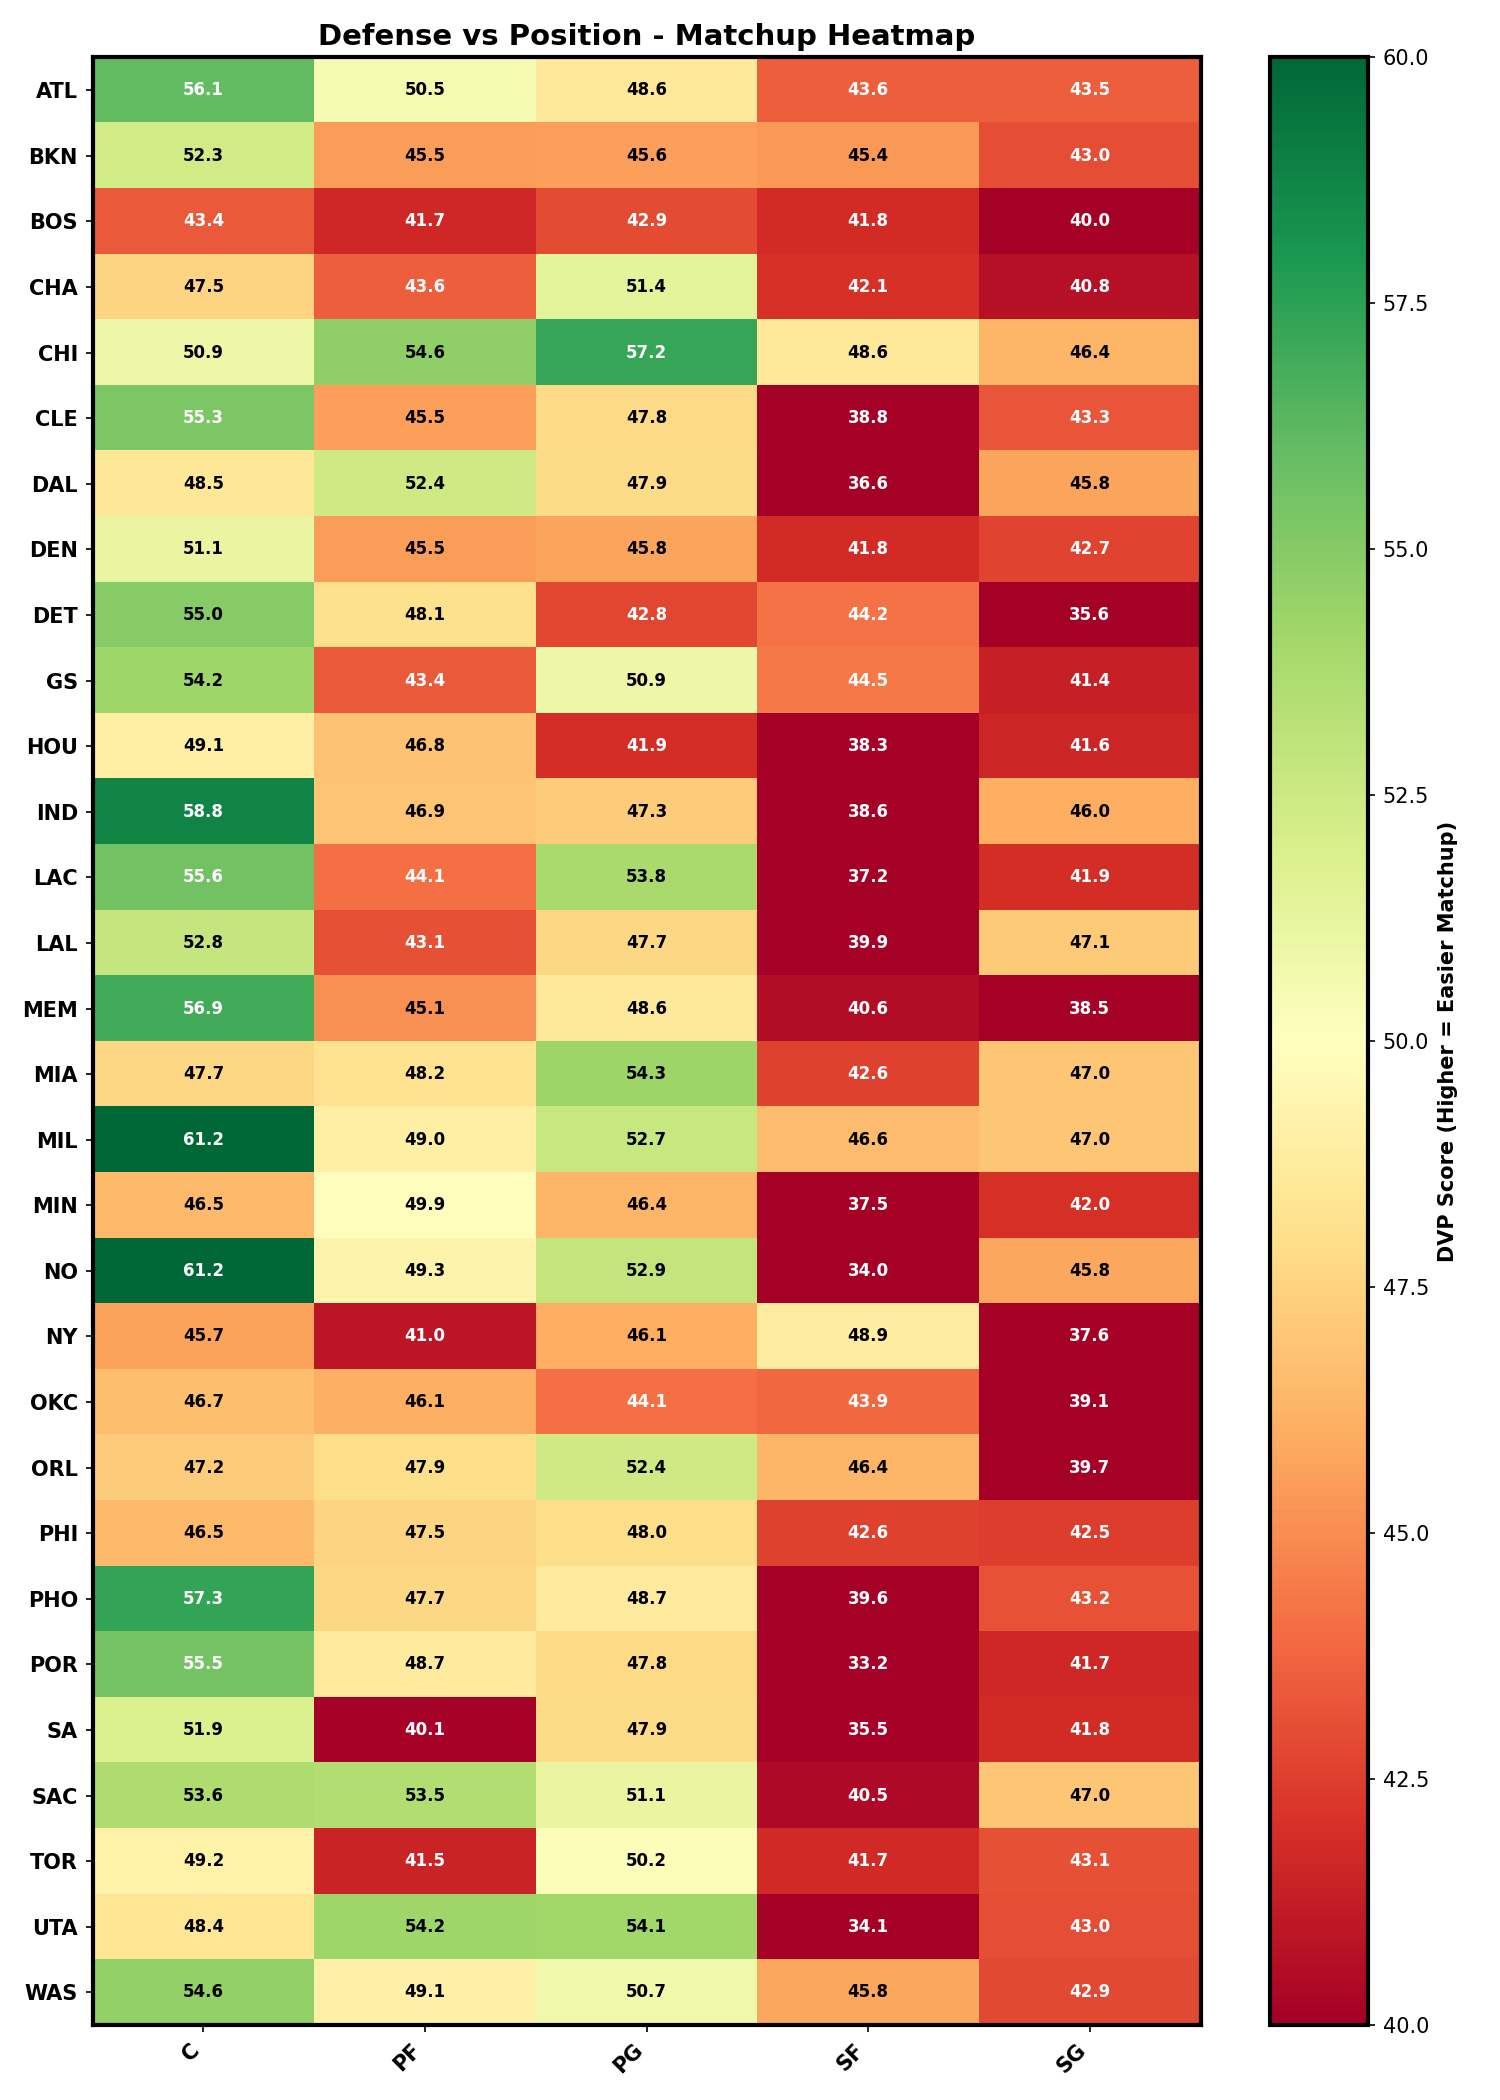 Defense vs Position - Matchup Heatmap
ATL 56.1 50.5 48.6 43.6 43.5
BKN 52.3 45.5 45.6 45.4 43.0
BOS 43.4 41.7 42.9 41.8 40.0
CHA 47.5 43.6 51.4 42.1 40.8
CHI 50.9 54.6 57.2 48.6 46.4
CLE 55.3 45.5 47.8 38.8 43.3
DAL 48.5 52.4 47.9 36.6 45.8
DEN 51.1 45.5 45.8 41.8 42.7
DET 55.0 48.1 42.8 44.2 35.6
GS 54.2 43.4 50.9 44.5 41.4
HOU 49.1 46.8 41.9 38.3 41.6
IND 58.8 46.9 47.3 38.6 46.0
LAC 55.6 44.1 53.8 37.2 41.9
LAL 52.8 43.1 47.7 39.9 47.1
MEM 56.9 45.1 48.6 40.6 38.5
MIA 47.7 48.2 54.3 42.6 47.0
MIL 61.2 49.0 52.7 46.6 47.0
MIN 46.5 49.9 46.4 37.5 42.0
NO 61.2 49.3 52.9 34.0 45.8
NY 45.7 41.0 46.1 48.9 37.6
OKC 46.7 46.1 44.1 43.9 39.1
ORL 47.2 47.9 52.4 46.4 39.7
PHI 46.5 47.5 48.0 42.6 42.5
PHO 57.3 47.7 48.7 39.6 43.2
POR 55.5 48.7 47.8 33.2 41.7
SA 51.9 40.1 47.9 35.5 41.8
SAC 53.6 53.5 51.1 40.5 47.0
TOR 49.2 41.5 50.2 41.7 43.1
UTA 48.4 54.2 54.1 34.1 43.0
WAS 54.6 49.1 50.7 45.8 42.9
C PF PG SF SG
60.0
57.5
55.0
52.5
50.0
47.5
45.0
42.5
40.0
DVP Score (Higher = Easier Matchup)